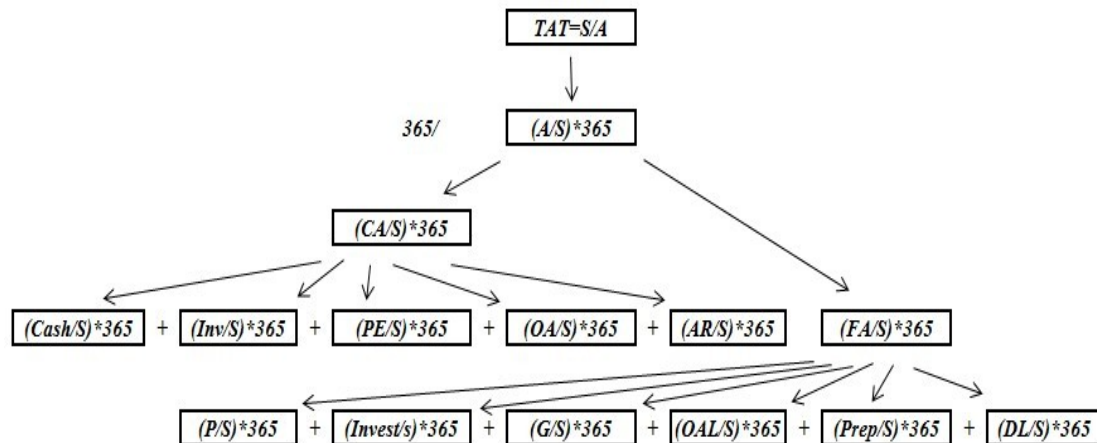 TAT=S/A
365/ (A/S)*365
(CA/S)*365
(Cash/S)*365 + (Inv/S)*365 + (PE/S)*365 + (OA/S)*365 + (AR/S)*365 (FA/S)*365
(P/S)*365 + (Invest/s)*365 + (G/S)*365 + (OAL/S)*365 + (Prep/S)*365 + (DL/S)*365